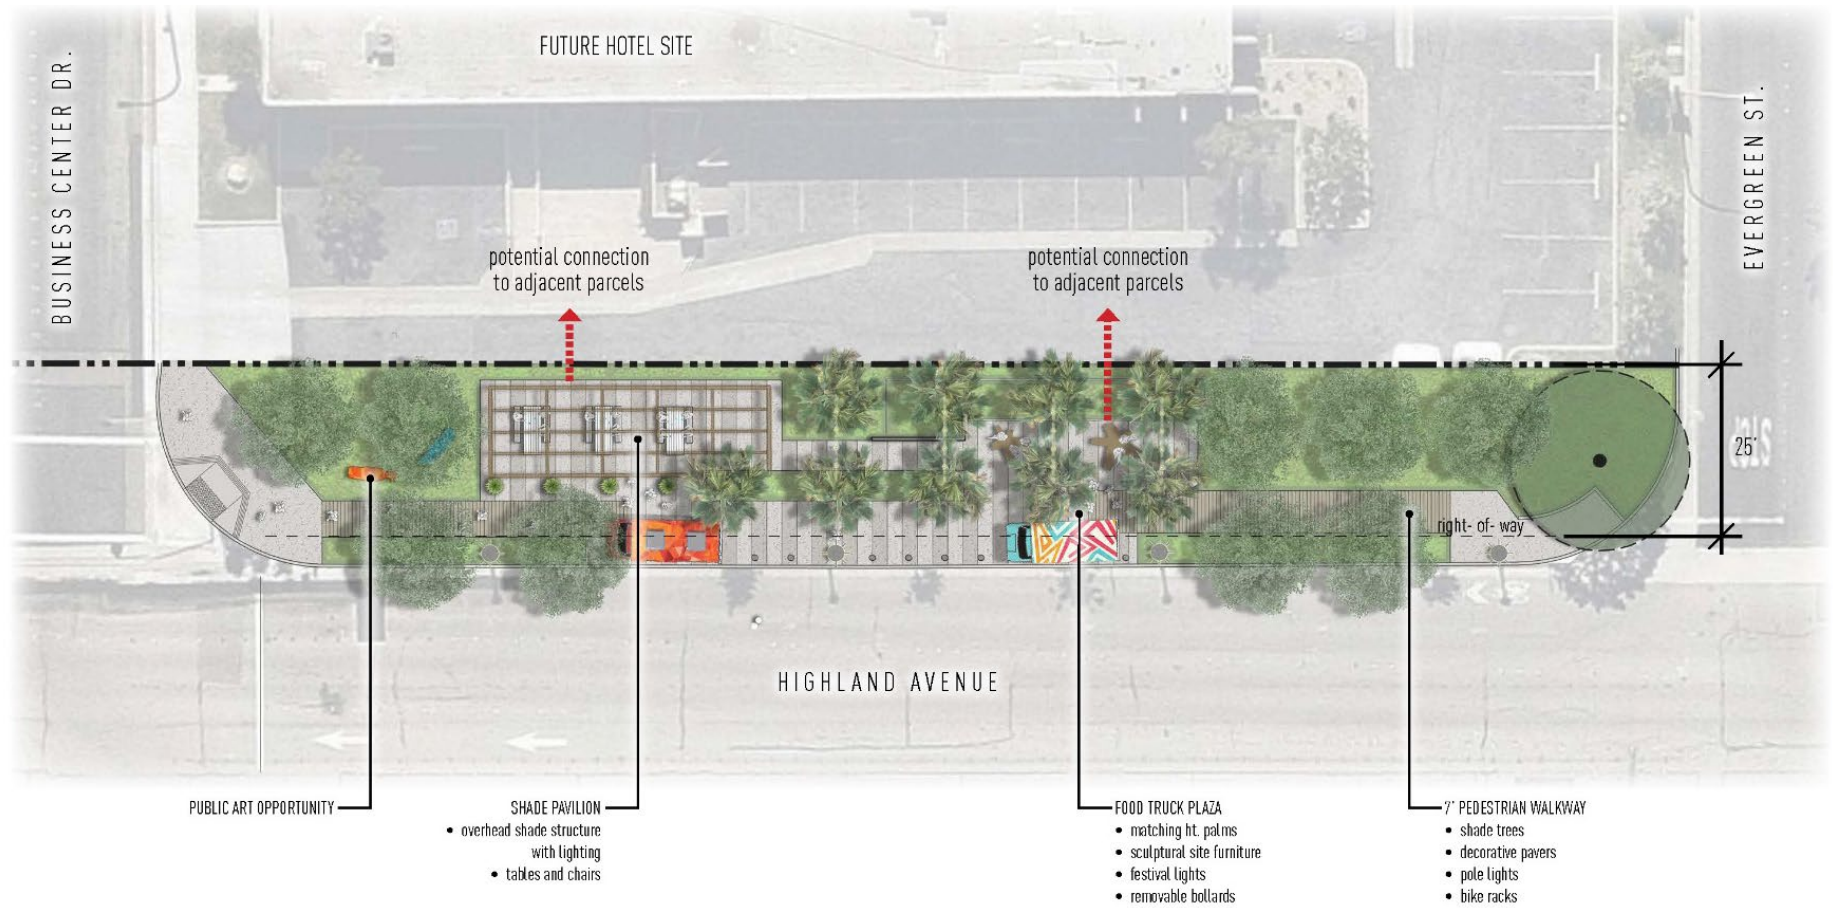 FUTURE HOTEL SITE
BUSINESS CENTER DR.
EVERGREEN ST.
potential connection
to adjacent parcels
potential connection
to adjacent parcels
25'
STOP
right- of- way
HIGHLAND AVENUE
PUBLIC ART OPPORTUNITY
SHADE PAVILION
• overhead shade structure
with lighting
• tables and chairs
FOOD TRUCK PLAZA
• matching ht. palms
• sculptural site furniture
• festival lights
• removable bollards
7' PEDESTRIAN WALKWAY
• shade trees
• decorative pavers
• pole lights
• bike racks